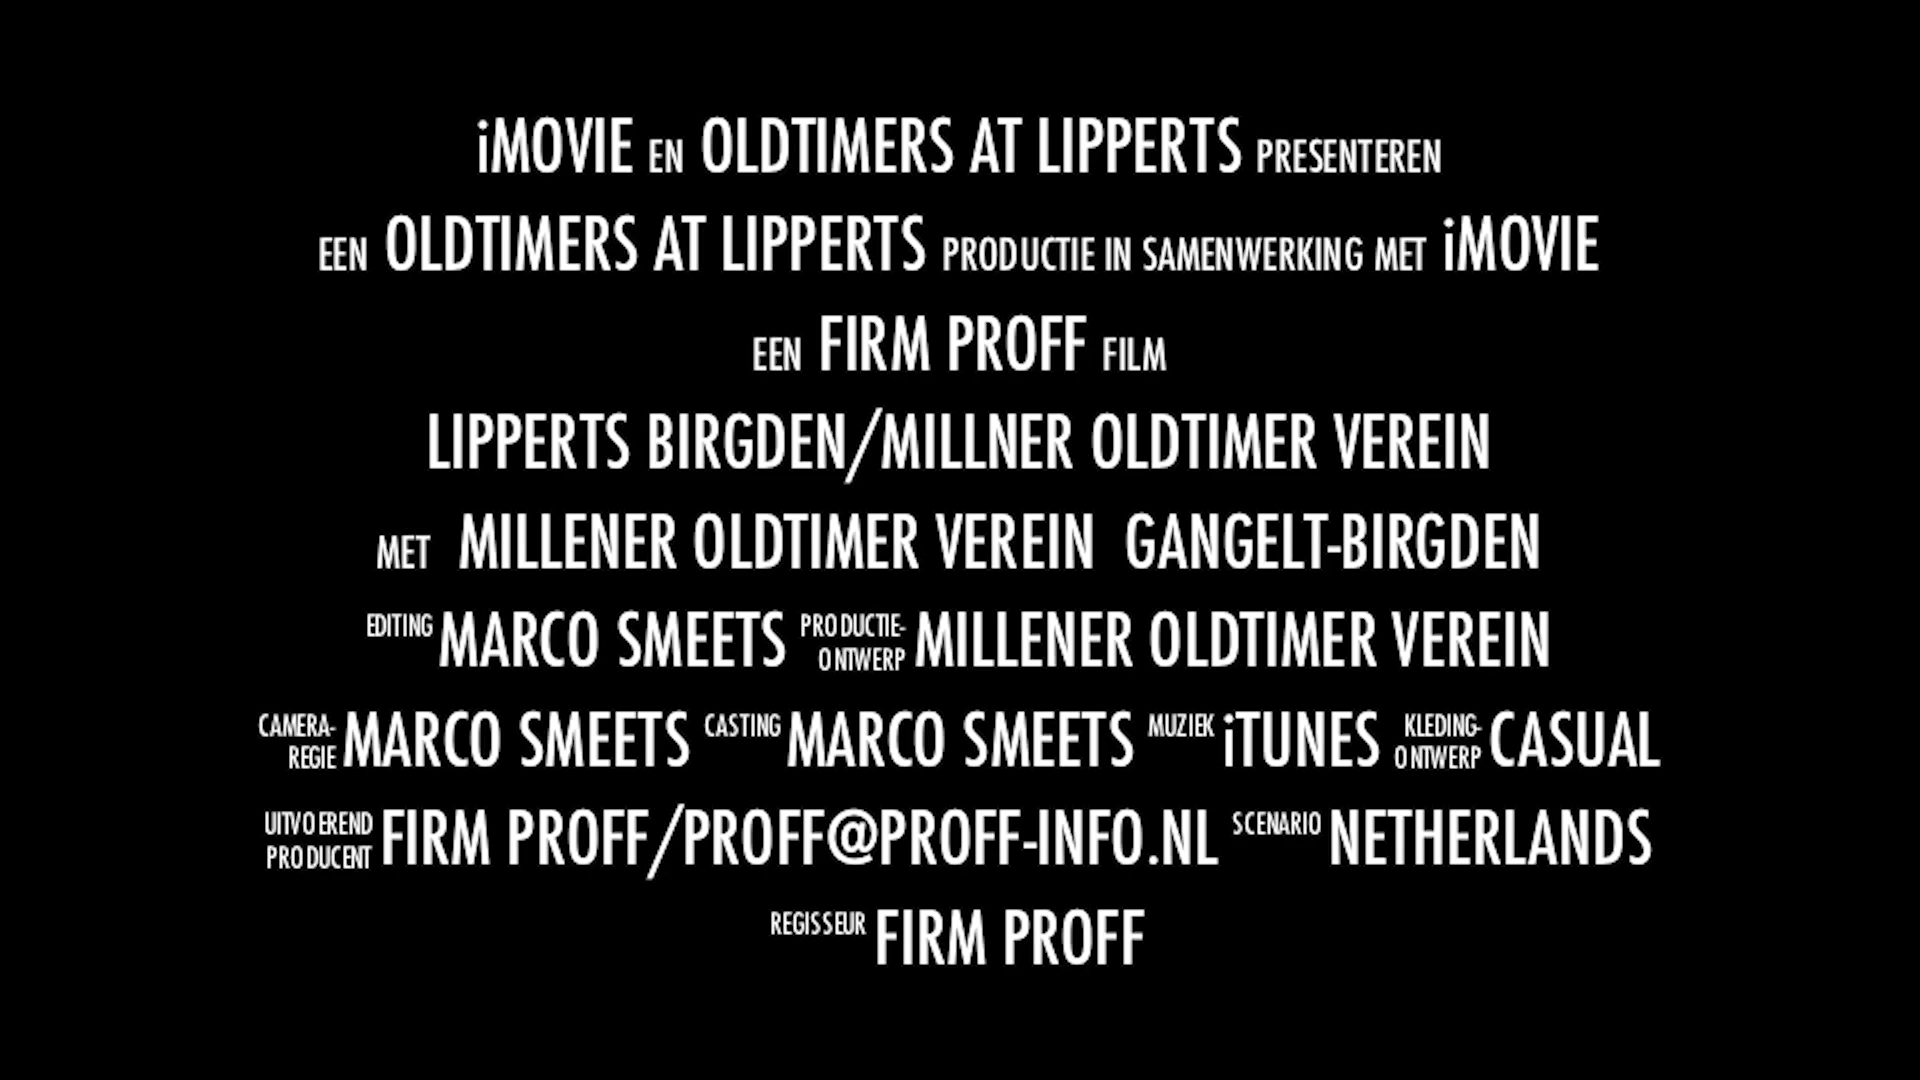 iMOVIE EN OLDTIMERS AT LIPPERTS PRESENTEREN
EEN OLDTIMERS AT LIPPERTS PRODUCTIE IN SAMENWERKING MET iMOVIE
EEN FIRM PROFF FILM
LIPPERTS BIRGDEN/MILLNER OLDTIMER VEREIN
MET MILLENER OLDTIMER VEREIN GANGELT-BIRGDEN
EDITING MARCO SMEETS PRODUCTIE-ONTWERP MILLENER OLDTIMER VEREIN
CAMERA-REGIE MARCO SMEETS CASTING MARCO SMEETS MUZIEK iTUNES KLEDING-ONTWERP CASUAL
UITVOEREND PRODUCENT FIRM PROFF/PROFF@PROFF-INFO.NL SCENARIO NETHERLANDS
REGISSEUR FIRM PROFF